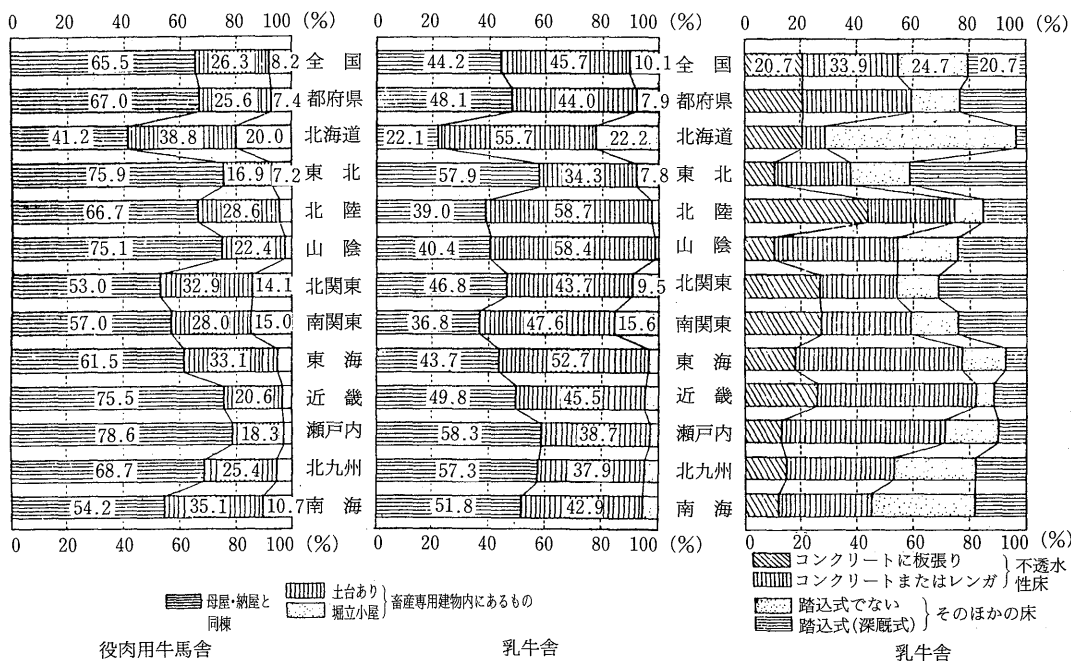 0 20 40 60 80 100 (%)
65.5 26.3 8.2 全国
67.0 25.6 7.4 都府県
41.2 38.8 20.0 北海道
75.9 16.9 7.2 東北
66.7 28.6 北陸
75.1 22.4 山陰
53.0 32.9 14.1 北関東
57.0 28.0 15.0 南関東
61.5 33.1 東海
75.5 20.6 近畿
78.6 18.3 瀬戸内
68.7 25.4 北九州
54.2 35.1 10.7 南海
0 20 40 60 80 100 (%)
0 20 40 60 80 100 (%)
44.2 45.7 10.1 全国
48.1 44.0 7.9 都府県
22.1 55.7 22.2 北海道
57.9 34.3 7.8 東北
39.0 58.7 北陸
40.4 58.4 山陰
46.8 43.7 9.5 北関東
36.8 47.6 15.6 南関東
43.7 52.7 東海
49.8 45.5 近畿
58.3 38.7 瀬戸内
57.3 37.9 北九州
51.8 42.9 南海
0 20 40 60 80 100 (%)
0 20 40 60 80 100 (%)
20.7 33.9 24.7 20.7
0 20 40 60 80 100 (%)
母屋・納屋と
同棟
土台あり
掘立小屋
畜産専用建物内にあるもの
コンクリートに板張り
コンクリートまたはレンガ
不透水
性床
踏込式でない
踏込式(深厩式)
そのほかの床
役肉用牛馬舎
乳牛舎
乳牛舎